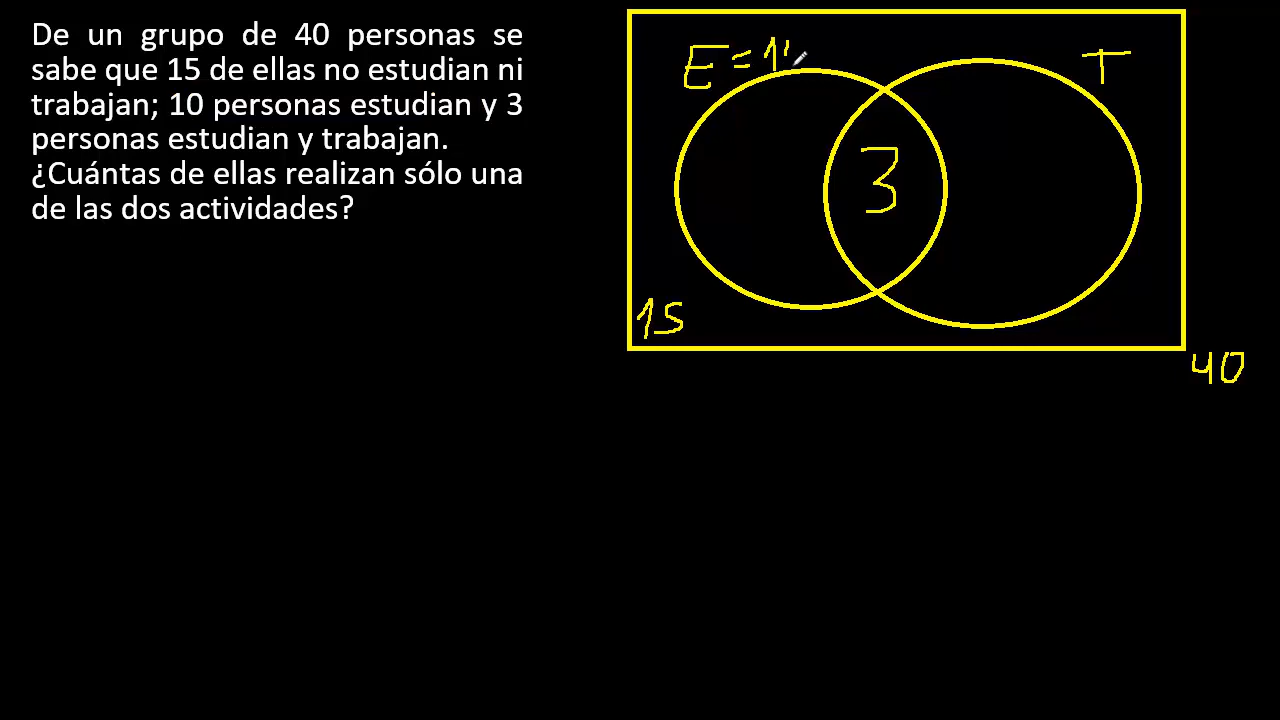 De un grupo de 40 personas se
sabe que 15 de ellas no estudian ni
trabajan; 10 personas estudian y 3
personas estudian y trabajan.
¿Cuántas de ellas realizan sólo una
de las dos actividades?
E = 1
T
3
15
40